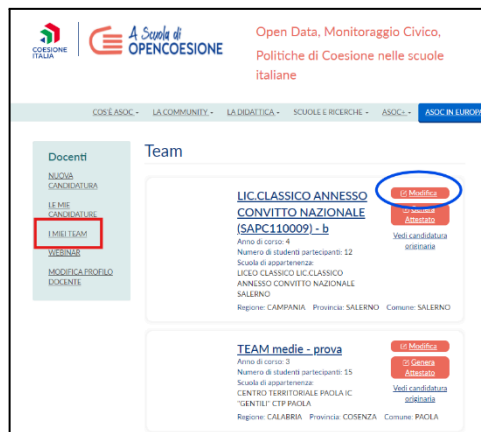 COESIONE
ITALIA
A Scuola di
OPENCOESIONE
Open Data, Monitoraggio Civico,
Politiche di Coesione nelle scuole
italiane
COS'È ASOC - LA COMMUNITY - LA DIDATTICA - SCUOLE E RICERCHE - ASOC+ - ASOC IN EUROPA
Docenti
NUOVA
CANDIDATURA
LE MIE
CANDIDATURE
I MIEI TEAM
WEBINAR
MODIFICA PROFILO
DOCENTE
Team
LIC.CLASSICO ANNESSO
CONVITTO NAZIONALE
(SAPC110009) - b
Anno di corso: 4
Numero di studenti partecipanti: 12
Scuola di appartenenza:
LICEO CLASSICO LIC.CLASSICO
ANNESSO CONVITTO NAZIONALE
SALERNO
Regione: CAMPANIA Provincia: SALERNO Comune: SALERNO
Modifica
Genera
Attestato
Vedi candidatura
originaria
TEAM medie - prova
Anno di corso: 3
Numero di studenti partecipanti: 15
Scuola di appartenenza:
CENTRO TERRITORIALE PAOLA IC
"GENTILI" CTP PAOLA
Regione: CALABRIA Provincia: COSENZA Comune: PAOLA
Modifica
Genera
Attestato
Vedi candidatura
originaria